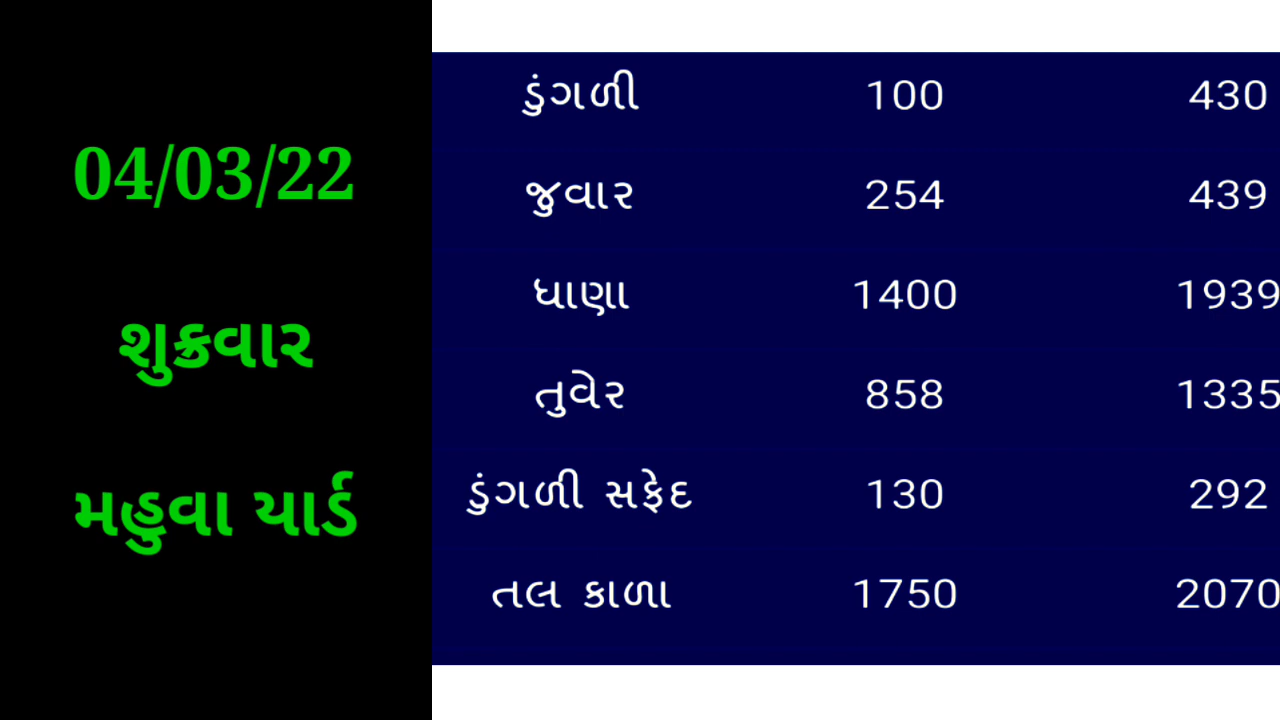 04/03/22
શુક્રવાર
મહુવા યાર્ડ
ડુંગળી 100 430
જુવાર 254 439
ધાણા 1400 1939
તુવેર 858 1335
ડુંગળી સફેદ 130 292
તલ કાળા 1750 2070